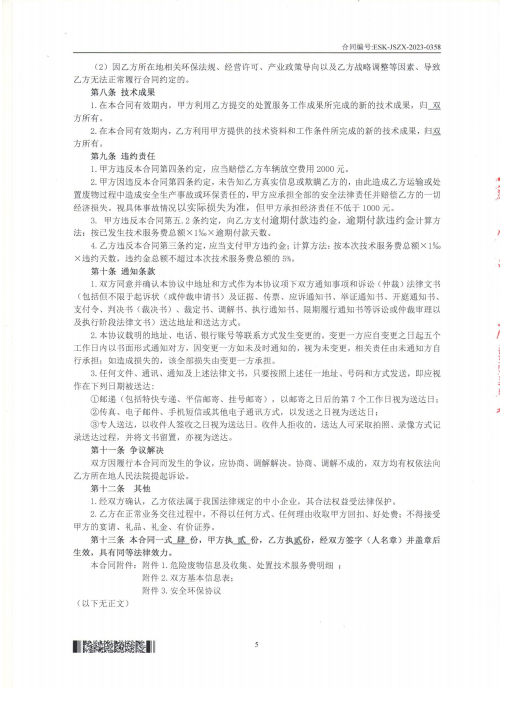 合同编号:ESK-JSZX-2023-0358
（2）因乙方所在地相关环保法规、经营许可、产业政策导向以及乙方战略调整等因素、导致
乙方无法正常履行合同约定的。
第八条 技术成果
1.在本合同有效期内，甲方利用乙方提交的处置服务工作成果所完成的新的技术成果，归 双
方所有。
2.在本合同有效期内，乙方利用甲方提供的技术资料和工作条件所完成的新的技术成果，归双
方所有。
第九条 违约责任
1.甲方违反本合同第四条约定，应当赔偿乙方车辆放空费用 2000 元。
2.甲方因违反本合同第四条约定，未告知乙方真实信息或欺瞒乙方的，由此造成乙方运输或处
置废物过程中造成安全生产事故或环保责任的，甲方应承担全部的安全法律责任并赔偿乙方的一切
经济损失。视具体事故情况以实际损失为准，但甲方承担经济责任不低于 1000 元。
3. 甲方违反本合同第五.2 条约定，向乙方支付逾期付款违约金，逾期付款违约金计算方
法：按已发生技术服务费总额×1‰×逾期付款天数。
4.乙方违反本合同第三条约定，应当支付甲方违约金；计算方法：按本次技术服务费总额×1‰
×违约天数，违约金总额不超过本次技术服务费总额的 5%。
第十条 通知条款
1.双方同意并确认本协议中地址和方式作为本协议项下双方通知事项和诉讼（仲裁）法律文书
（包括但不限于起诉状（或仲裁申请书）及证据、传票、应诉通知书、举证通知书、开庭通知书、
支付令、判决书（裁决书）、裁定书、调解书、执行通知书、限期履行通知书等诉讼或仲裁审理以
及执行阶段法律文书）送达地址和送达方式。
2.本协议载明的地址、电话、银行账号等联系方式发生变更的，变更一方应自变更之日起五个
工作日内以书面形式通知对方，因变更一方如未及时通知的，视为未变更，相关责任由未通知方自
行承担；如造成损失的，该全部损失由变更一方承担。
3.任何文件、通讯、通知及上述法律文书，只要按照上述任一地址、号码和方式发送，即应视
作在下列日期被送达:
①邮递（包括特快专递、平信邮寄、挂号邮寄），以邮寄之日后的第 7 个工作日视为送达日；
②传真、电子邮件、手机短信或其他电子通讯方式，以发送之日视为送达日；
③专人送达，以收件人签收之日视为送达日。收件人拒收的，送达人可采取拍照、录像方式记
录送达过程，并将文书留置，亦视为送达。
第十一条 争议解决
双方因履行本合同而发生的争议，应协商、调解解决。协商、调解不成的，双方均有权依法向
乙方所在地人民法院提起诉讼。
第十二条 其他
1.经双方确认，乙方依法属于我国法律规定的中小企业，其合法权益受法律保护。
2.乙方在正常业务交往过程中，不得以任何方式、任何理由收取甲方回扣、好处费；不得接受
甲方的宴请、礼品、礼金、有价证券。
第十三条 本合同一式 肆 份，甲方执 贰 份，乙方执贰份，经双方签字（人名章）并盖章后
生效，具有同等法律效力。
本合同附件：附件 1.危险废物信息及收集、处置技术服务费明细 ；
附件 2.双方基本信息表；
附件 3.安全环保协议
（以下无正文）
5